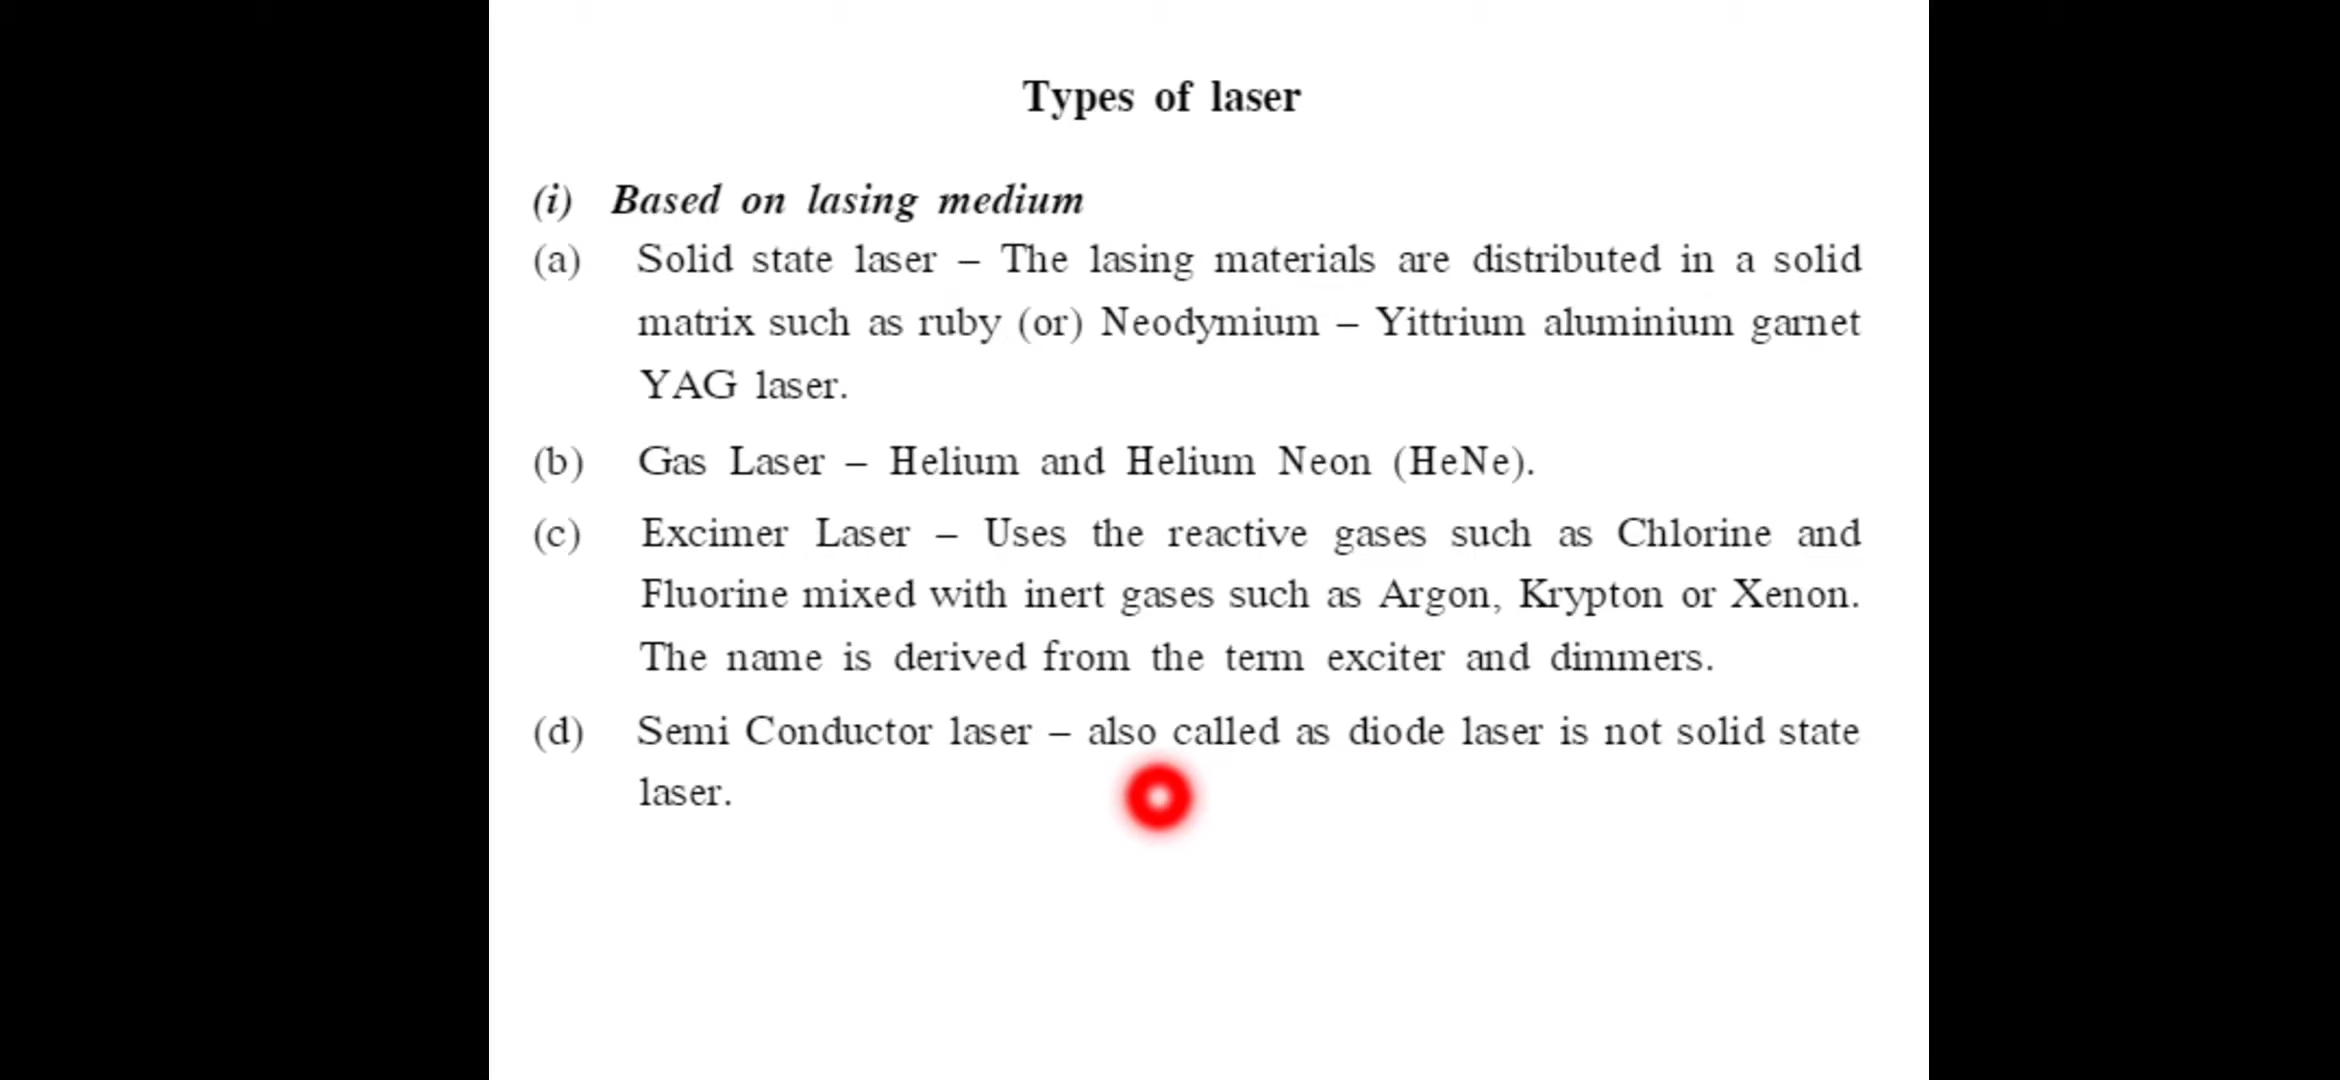 Types of laser
(i) Based on lasing medium
(a) Solid state laser – The lasing materials are distributed in a solid
matrix such as ruby (or) Neodymium – Yittrium aluminium garnet
YAG laser.
(b) Gas Laser – Helium and Helium Neon (HeNe).
(c) Excimer Laser – Uses the reactive gases such as Chlorine and
Fluorine mixed with inert gases such as Argon, Krypton or Xenon.
The name is derived from the term exciter and dimmers.
(d) Semi Conductor laser – also called as diode laser is not solid state
laser.